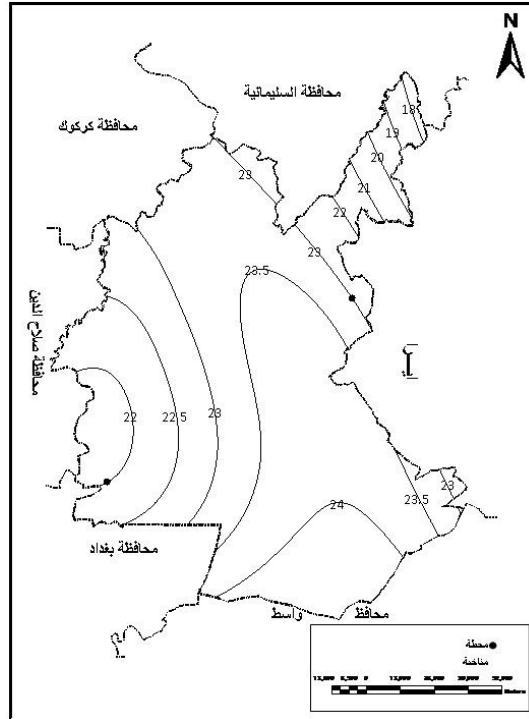 N
محافظة السليمانية
محافظة كركوك
18
19
20
21
22
23
23
23.5
محافظة صلاح الدين
22
22.5
23
23.5
23
24
محافظة بغداد
محافظ واسط
محطة
مناخية